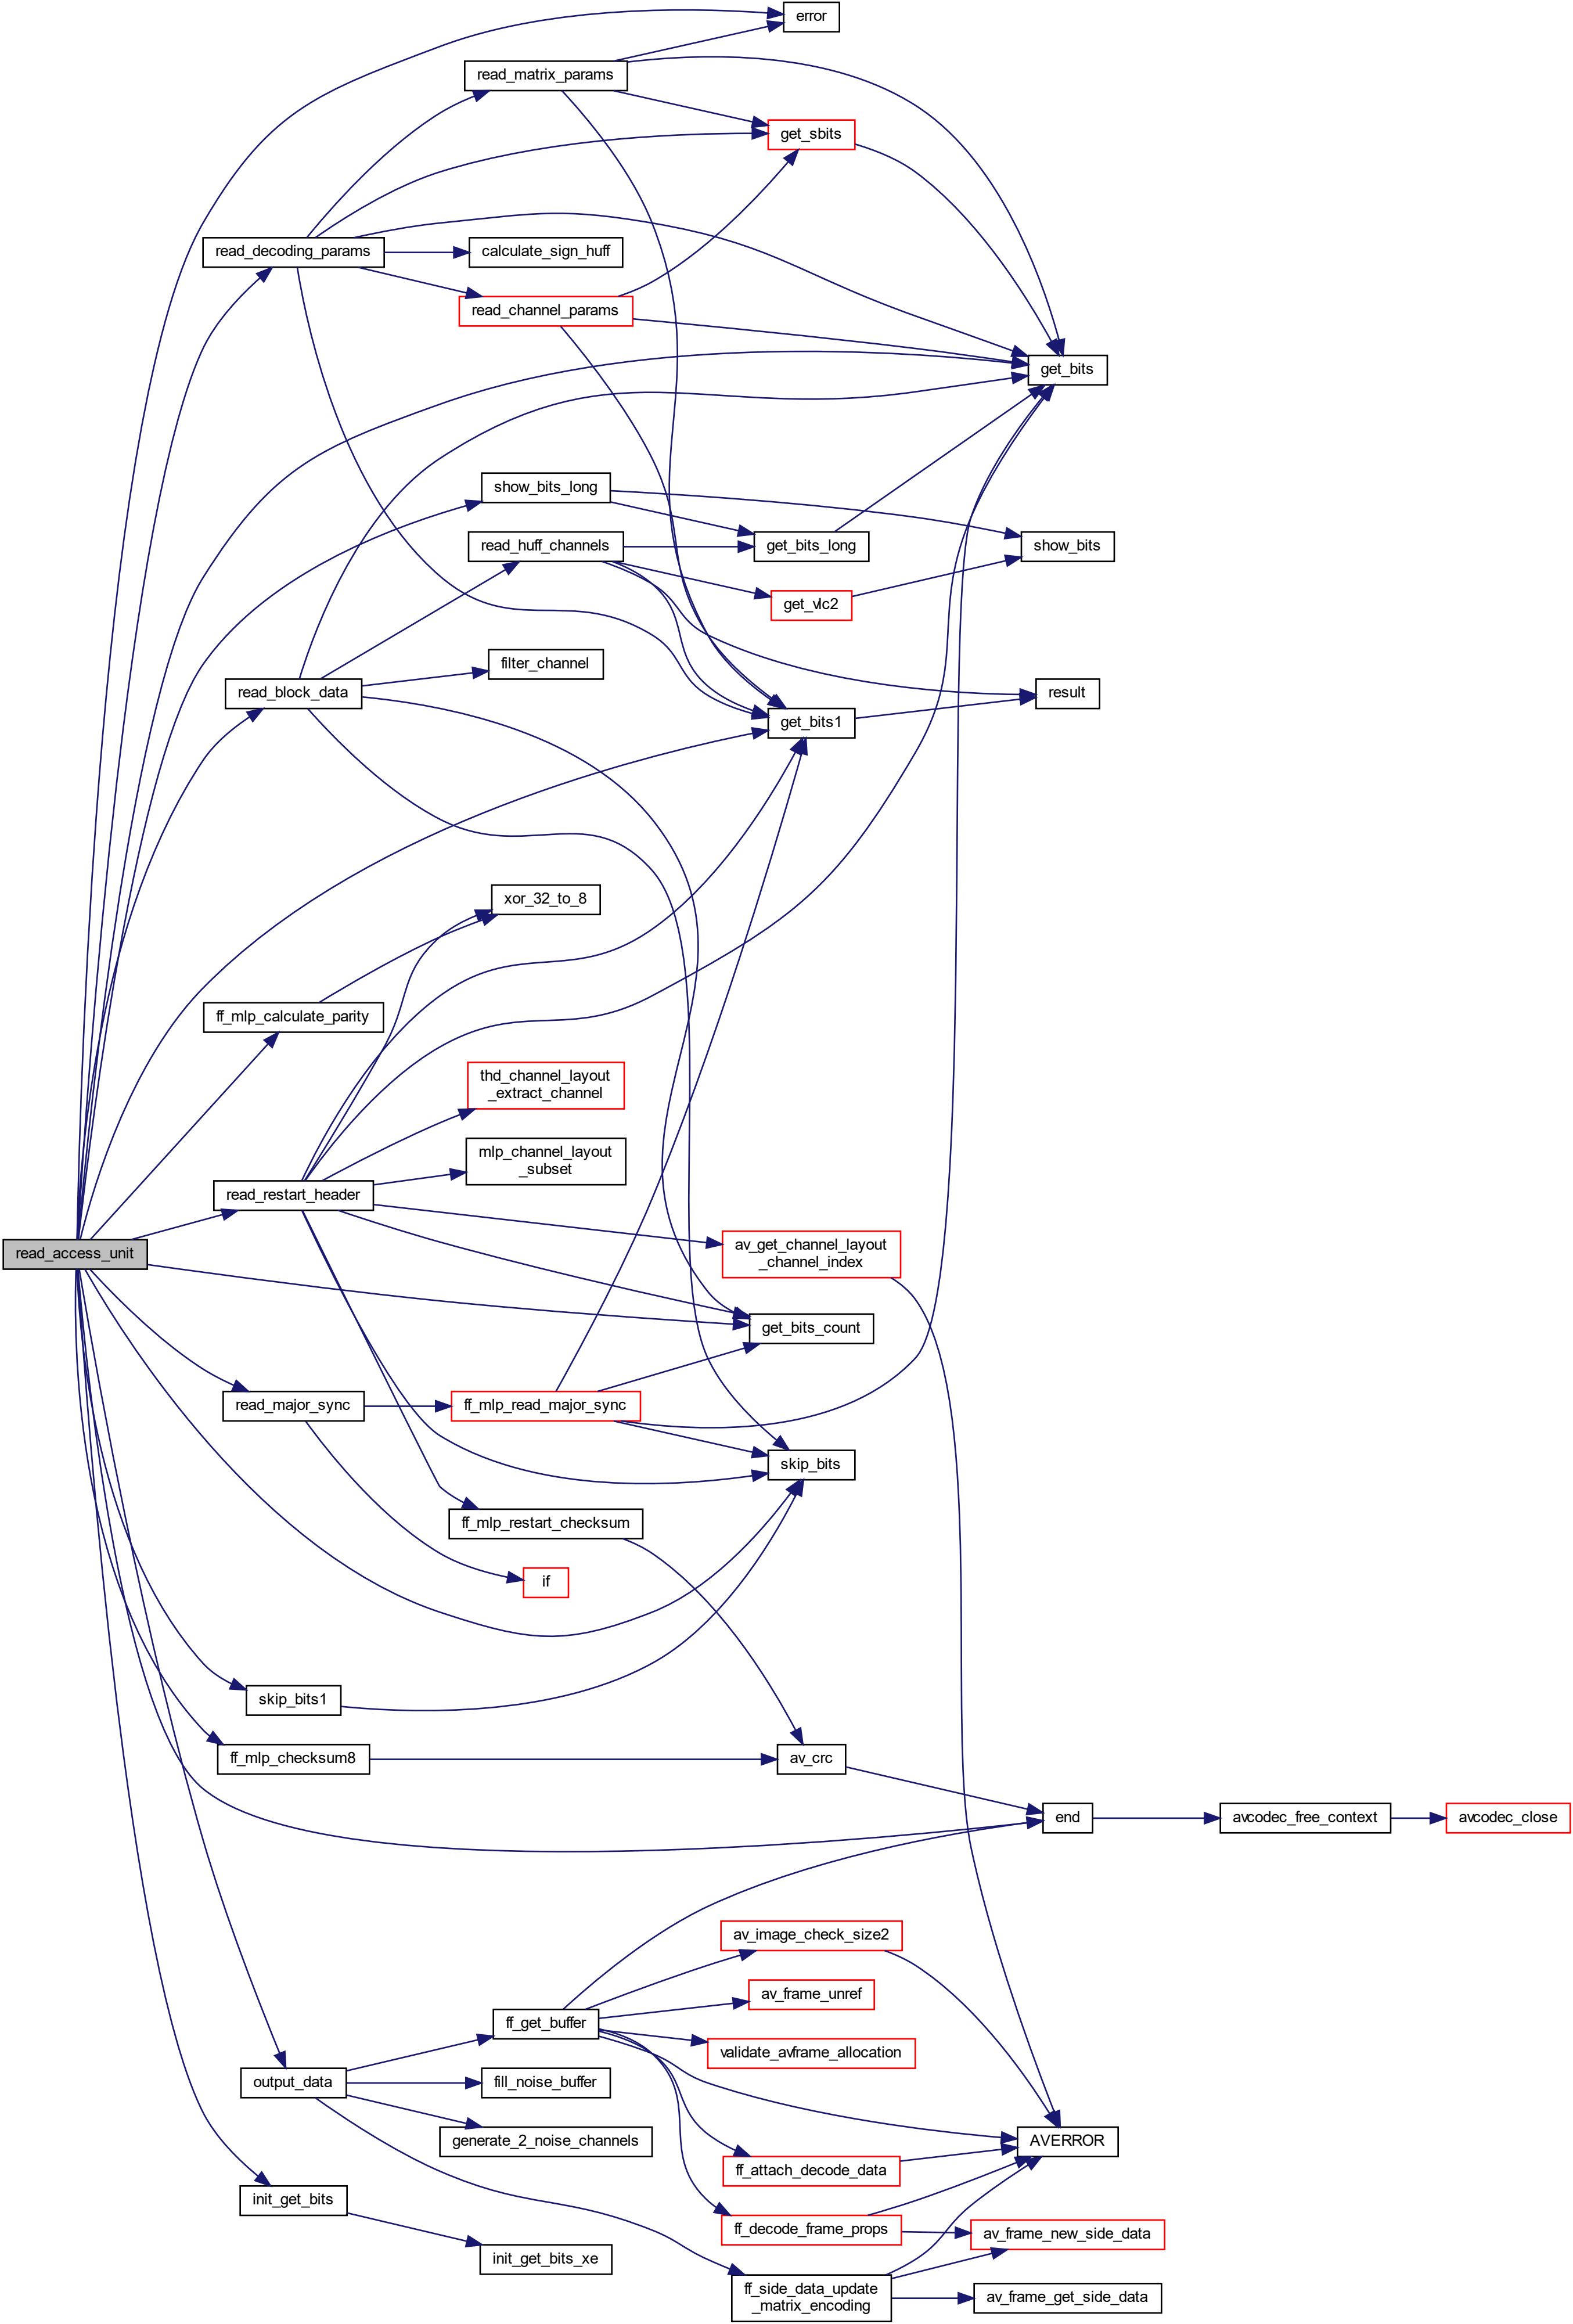 error
read_matrix_params
get_sbits
read_decoding_params
calculate_sign_huff
read_channel_params
get_bits
show_bits_long
read_huff_channels
get_bits_long
show_bits
get_vlc2
filter_channel
read_block_data
result
get_bits1
xor_32_to_8
ff_mlp_calculate_parity
thd_channel_layout
_extract_channel
mlp_channel_layout
_subset
read_restart_header
read_access_unit
av_get_channel_layout
_channel_index
get_bits_count
read_major_sync
ff_mlp_read_major_sync
skip_bits
ff_mlp_restart_checksum
if
skip_bits1
ff_mlp_checksum8
av_crc
end
avcodec_free_context
avcodec_close
av_image_check_size2
av_frame_unref
ff_get_buffer
validate_avframe_allocation
output_data
fill_noise_buffer
generate_2_noise_channels
AVERROR
ff_attach_decode_data
init_get_bits
ff_decode_frame_props
av_frame_new_side_data
init_get_bits_xe
ff_side_data_update
_matrix_encoding
av_frame_get_side_data